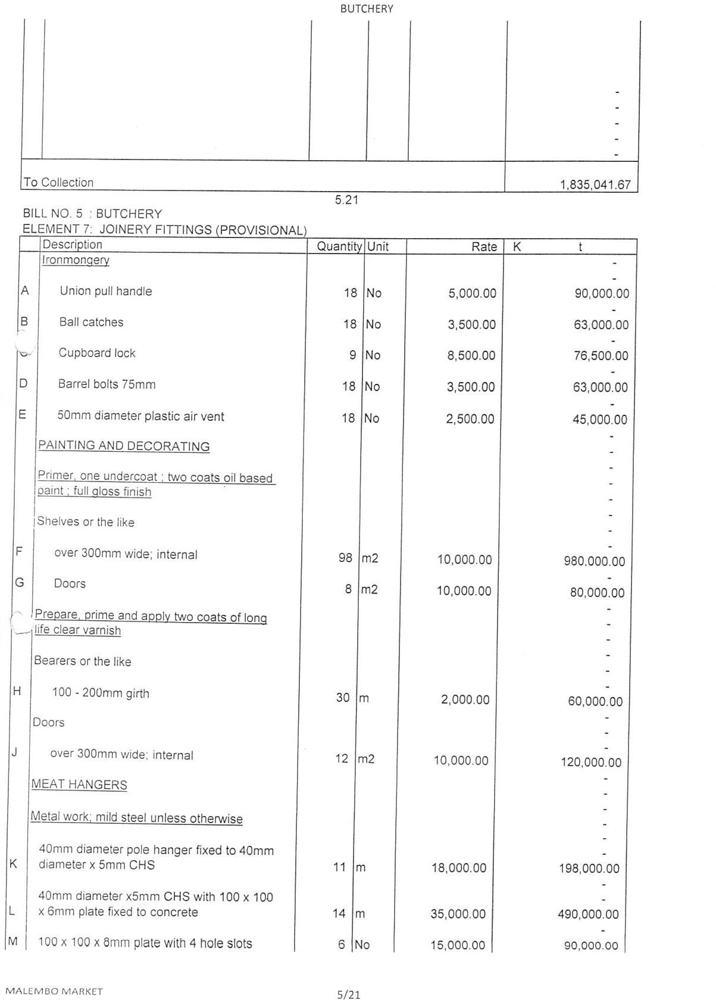 BUTCHERY
-
-
-
-
-
To Collection 1,835,041.67
5.21
BILL NO. 5 : BUTCHERY
ELEMENT 7: JOINERY FITTINGS (PROVISIONAL)
Description Quantity Unit Rate K t
Ironmongery -
-
A Union pull handle 18 No 5,000.00 90,000.00
-
B Ball catches 18 No 3,500.00 63,000.00
-
Cupboard lock 9 No 8,500.00 76,500.00
-
D Barrel bolts 75mm 18 No 3,500.00 63,000.00
-
E 50mm diameter plastic air vent 18 No 2,500.00 45,000.00
-
PAINTING AND DECORATING -
-
Primer, one undercoat ; two coats oil based
paint ; full gloss finish -
-
Shelves or the like
-
-
F over 300mm wide; internal 98 m2 10,000.00 980.000.00
-
G Doors 8 m2 10,000.00 80,000.00
-
Prepare, prime and apply two coats of long
life clear varnish -
-
-
Bearers or the like
-
-
H 100 - 200mm girth 30 m 2,000.00 60,000.00
-
Doors
-
-
J over 300mm wide; internal 12 m2 10,000.00 120,000.00
-
MEAT HANGERS -
-
Metal work; mild steel unless otherwise -
-
40mm diameter pole hanger fixed to 40mm -
K diameter x 5mm CHS 11 m 18,000.00 198,000.00
-
40mm diameter x5mm CHS with 100 x 100 -
L x 6mm plate fixed to concrete 14 m 35,000.00 490,000.00
-
M 100 x 100 x 8mm plate with 4 hole slots 6 No 15,000.00 90,000.00
MALEMBO MARKET 5/21